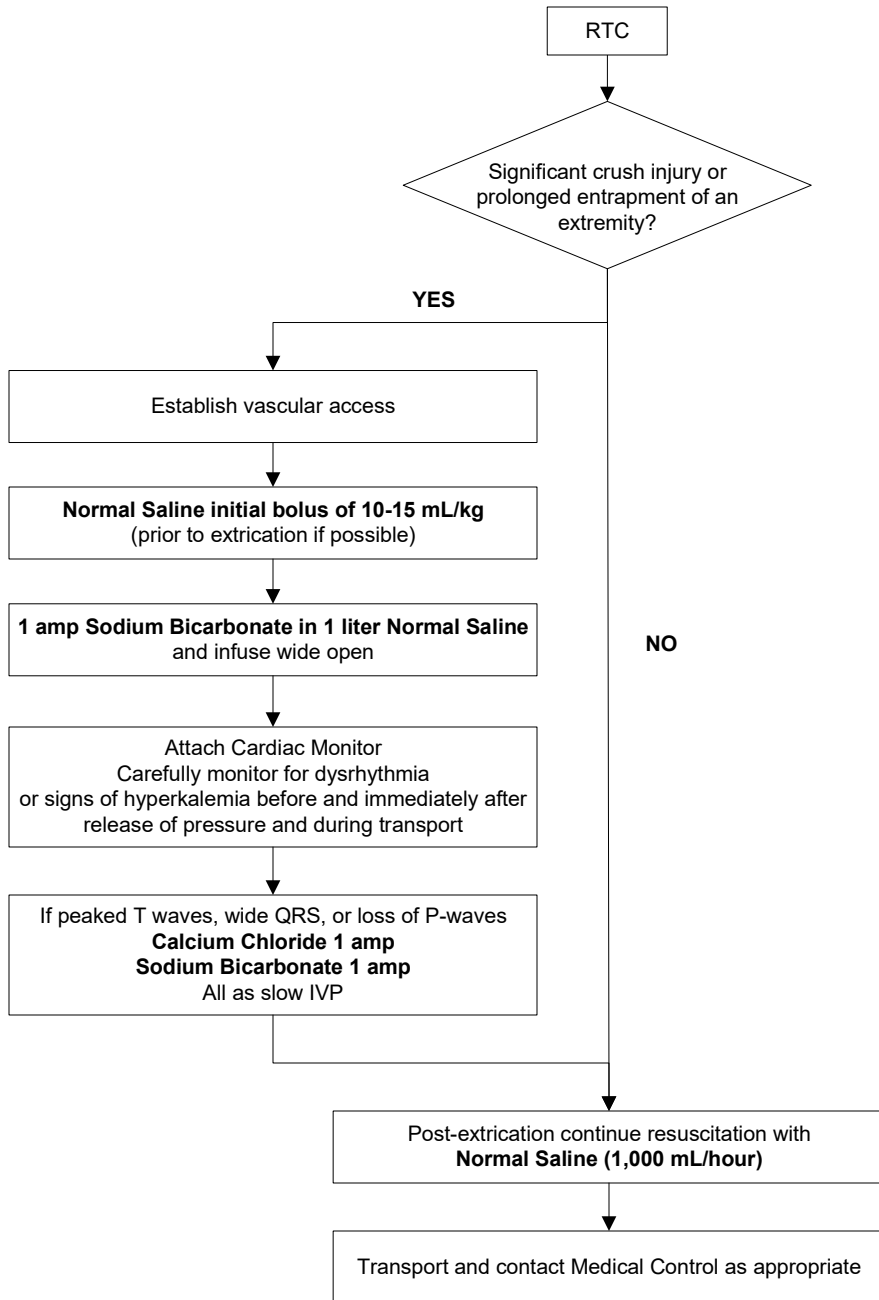 RTC
Significant crush injury or
prolonged entrapment of an
extremity?
YES
Establish vascular access
Normal Saline initial bolus of 10-15 mL/kg
(prior to extrication if possible)
1 amp Sodium Bicarbonate in 1 liter Normal Saline
and infuse wide open
NO
Attach Cardiac Monitor
Carefully monitor for dysrhythmia
or signs of hyperkalemia before and immediately after
release of pressure and during transport
If peaked T waves, wide QRS, or loss of P-waves
Calcium Chloride 1 amp
Sodium Bicarbonate 1 amp
All as slow IVP
Post-extrication continue resuscitation with
Normal Saline (1,000 mL/hour)
Transport and contact Medical Control as appropriate